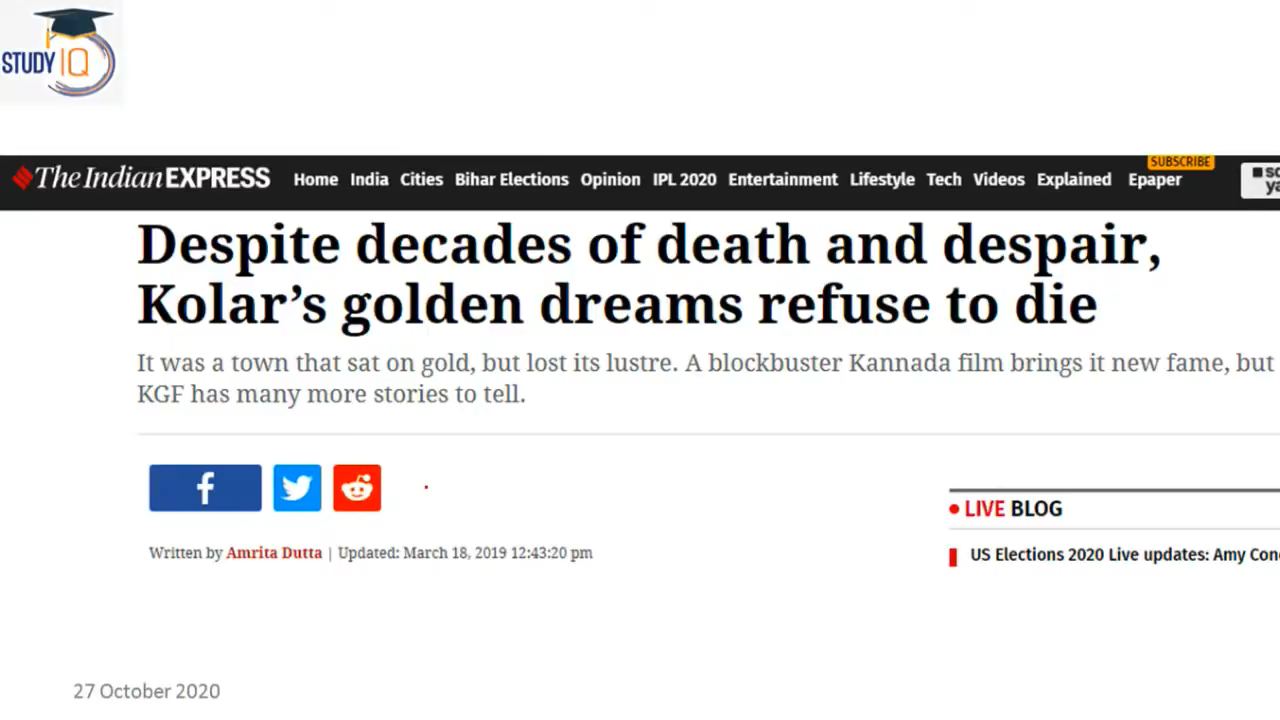 STUDY IQ
SUBSCRIBE
The Indian EXPRESS Home India Cities Bihar Elections Opinion IPL 2020 Entertainment Lifestyle Tech Videos Explained Epaper
Despite decades of death and despair,
Kolar’s golden dreams refuse to die
It was a town that sat on gold, but lost its lustre. A blockbuster Kannada film brings it new fame, but
KGF has many more stories to tell.
LIVE BLOG
Written by Amrita Dutta | Updated: March 18, 2019 12:43:20 pm
US Elections 2020 Live updates: Amy
27 October 2020